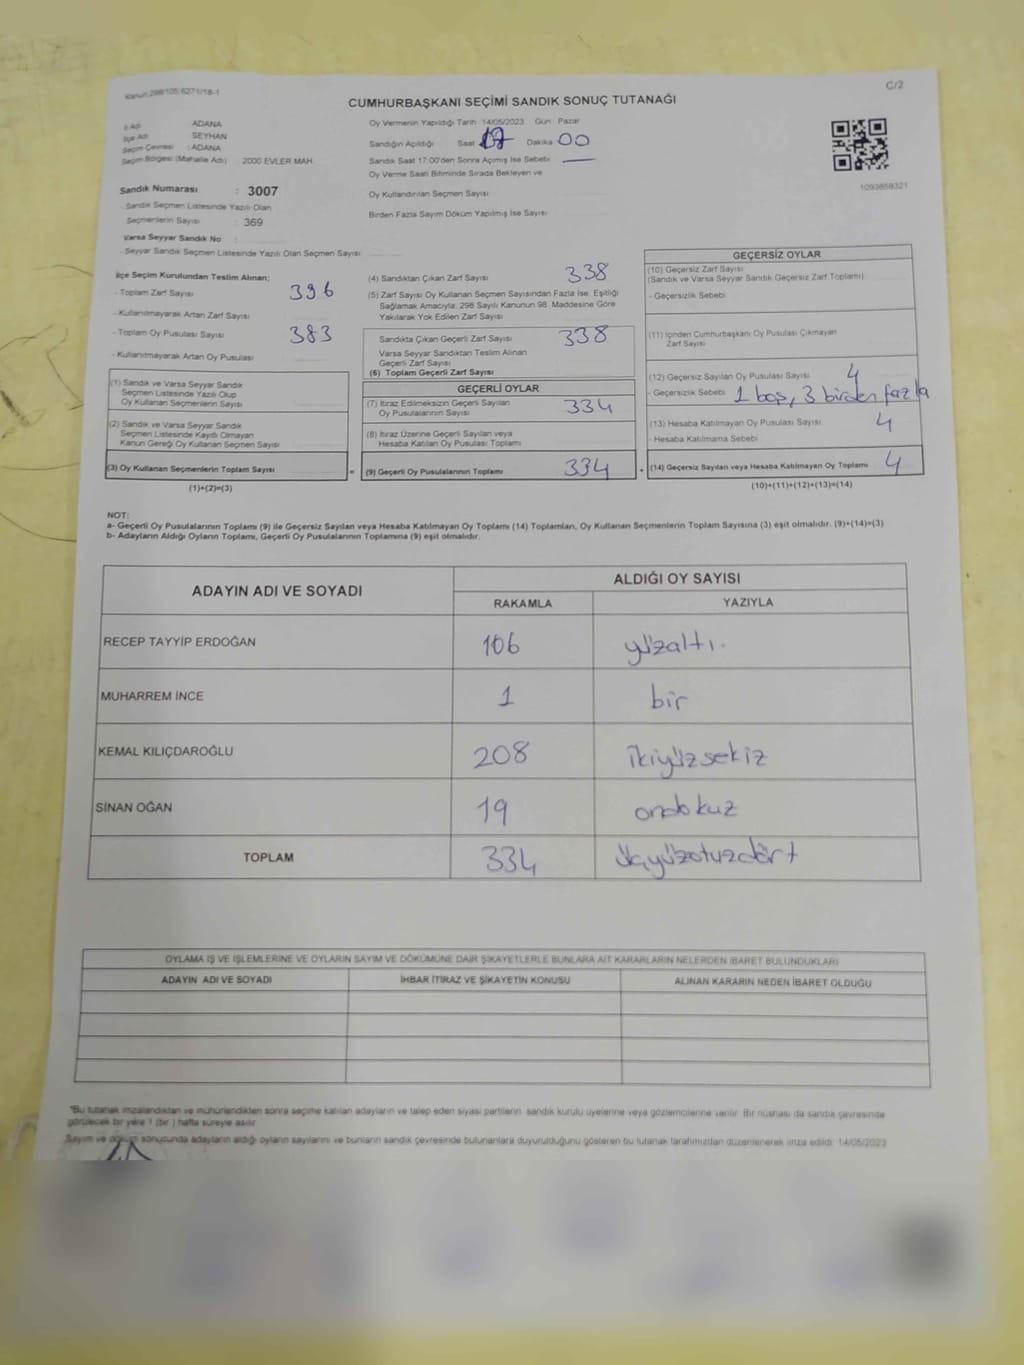 Kanun:298/105;6271/18-1
C/2
CUMHURBAŞKANI SEÇİMİ SANDIK SONUÇ TUTANAĞI
İl Adı : ADANA
İlçe Adı : SEYHAN
Seçim Çevresi : ADANA
Seçim Bölgesi (Mahalle Adı) 2000 EVLER MAH.
Sandık Numarası : 3007
- Sandık Seçmen Listesinde Yazılı Olan
Seçmenlerin Sayısı : 369
Varsa Seyyar Sandık No :
- Seyyar Sandık Seçmen Listesinde Yazılı Olan Seçmen Sayısı
Oy Vermenin Yapıldığı Tarih : 14/05/2023 Gün : Pazar
Sandığın Açıldığı Saat 17 Dakika 00
Sandık Saat 17:00'den Sonra Açımış İse Sebebi
Oy Verme Saati Bitiminde Sırada Bekleyen ve
Oy Kullandırılan Seçmen Sayısı
Birden Fazla Sayım Döküm Yapılmış İse Sayısı
1093858321
İlçe Seçim Kurulundan Teslim Alınan;
- Toplam Zarf Sayısı 396
- Kullanılmayarak Artan Zarf Sayısı
- Toplam Oy Pusulası Sayısı 383
- Kullanılmayarak Artan Oy Pusulası
(1) Sandık ve Varsa Seyyar Sandık
Seçmen Listesinde Yazılı Olup
Oy Kullanan Seçmenlerin Sayısı
(2) Sandık ve Varsa Seyyar Sandık
Seçmen Listesinde Kayıtlı Olmayan
Kanun Gereği Oy Kullanan Seçmen Sayısı
(3) Oy Kullanan Seçmenlerin Toplam Sayısı =
(1)+(2)=(3)
(4) Sandıktan Çıkan Zarf Sayısı 338
(5) Zarf Sayısı Oy Kullanan Seçmen Sayısından Fazla İse, Eşitliği
Sağlamak Amacıyla, 298 Sayılı Kanunun 98. Maddesine Göre
Yakılarak Yok Edilen Zarf Sayısı
Sandıkta Çıkan Geçerli Zarf Sayısı 338
Varsa Seyyar Sandıktan Teslim Alınan
Geçerli Zarf Sayısı
(6) Toplam Geçerli Zarf Sayısı
GEÇERLİ OYLAR
(7) İtiraz Edilmeksizin Geçerli Sayılan
Oy Pusulalarının Sayısı 334
(8) İtiraz Üzerine Geçerli Sayılan veya
Hesaba Katılan Oy Pusulası Toplamı
(9) Geçerli Oy Pusulalarının Toplamı 334 +
GEÇERSİZ OYLAR
(10) Geçersiz Zarf Sayısı
(Sandık ve Varsa Seyyar Sandık Geçersiz Zarf Toplamı)
- Geçersizlik Sebebi
(11) İçinden Cumhurbaşkanı Oy Pusulası Çıkmayan
Zarf Sayısı
(12) Geçersiz Sayılan Oy Pusulası Sayısı 4
- Geçersizlik Sebebi 1 boş, 3 birden fazla
(13) Hesaba Katılmayan Oy Pusulası Sayısı 4
- Hesaba Katılmama Sebebi
(14) Geçersiz Sayılan veya Hesaba Katılmayan Oy Toplamı 4
(10)+(11)+(12)+(13)=(14)
NOT:
a- Geçerli Oy Pusulalarının Toplamı (9) ile Geçersiz Sayılan veya Hesaba Katılmayan Oy Toplamı (14) Toplamları, Oy Kullanan Seçmenlerin Toplam Sayısına (3) eşit olmalıdır. (9)+(14)=(3)
b- Adayların Aldığı Oyların Toplamı, Geçerli Oy Pusulalarının Toplamına (9) eşit olmalıdır.
ADAYIN ADI VE SOYADI
ALDIĞI OY SAYISI
RAKAMLA YAZIYLA
RECEP TAYYİP ERDOĞAN 106 yüzaltı.
MUHARREM İNCE 1 bir
KEMAL KILIÇDAROĞLU 208 ikiyüzsekiz
SİNAN OĞAN 19 ondokuz
TOPLAM 334 üçyüzotuzdört
OYLAMA İŞ VE İŞLEMLERİNE VE OYLARIN SAYIM VE DÖKÜMÜNE DAİR ŞİKAYETLERLE BUNLARA AİT KARARLARIN NELERDEN İBARET BULUNDUKLARI
ADAYIN ADI VE SOYADI İHBAR İTİRAZ VE ŞİKAYETİN KONUSU ALINAN KARARIN NEDEN İBARET OLDUĞU
*Bu tutanak imzalandıktan ve mühürlendikten sonra seçime katılan adayların ve talep eden siyasi partilerin sandık kurulu üyelerine veya gözlemcilerine verilir. Bir nüshası da sandık çevresinde
görülecek bir yere 1 (bir ) hafta süreyle asılır.
Sayım ve döküm sonucunda adayların aldığı oyların sayılarını ve bunların sandık çevresinde bulunanlara duyurulduğunu gösteren bu tutanak tarafımızdan düzenlenerek imza edildi. 14/05/2023